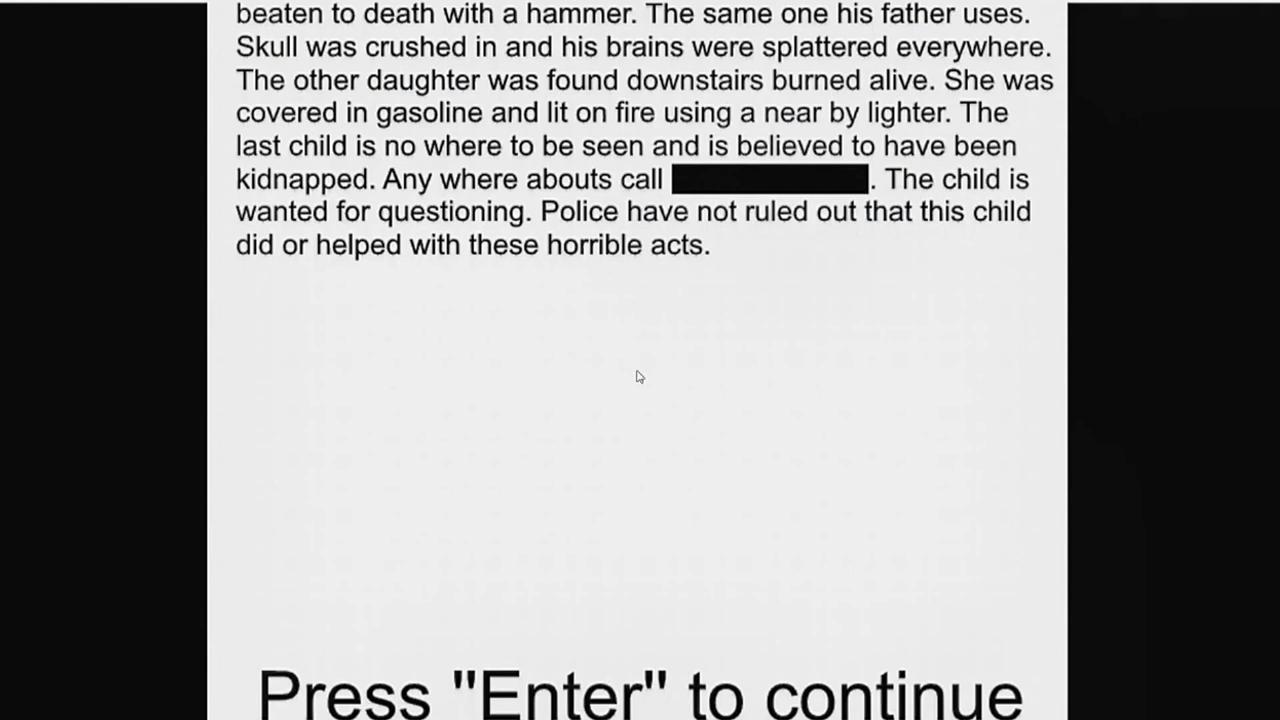 beaten to death with a hammer. The same one his father uses.
Skull was crushed in and his brains were splattered everywhere.
The other daughter was found downstairs burned alive. She was
covered in gasoline and lit on fire using a near by lighter. The
last child is no where to be seen and is believed to have been
kidnapped. Any where abouts call . The child is
wanted for questioning. Police have not ruled out that this child
did or helped with these horrible acts.
Press "Enter" to continue